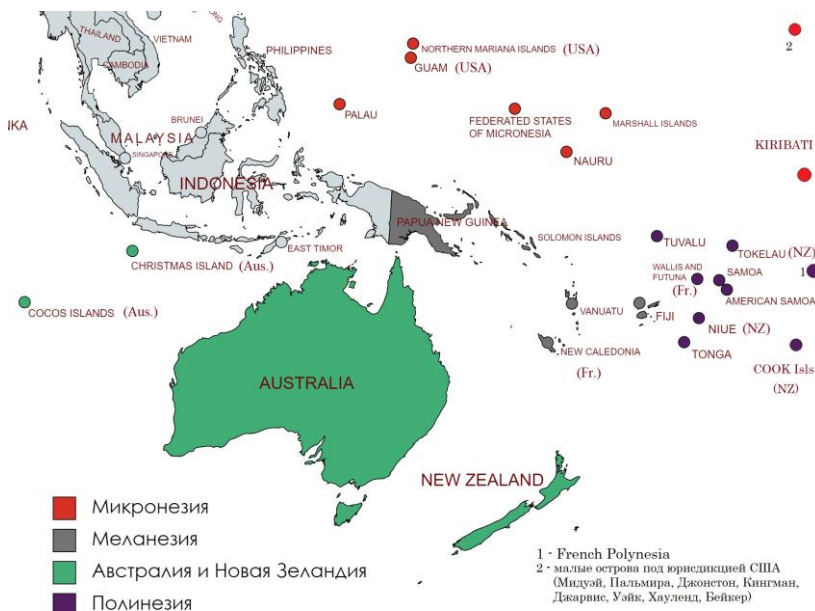 THAILAND
VIETNAM
CAMBODIA
PHILIPPINES
NORTHERN MARIANA ISLANDS (USA)
GUAM (USA)
2
PALAU
FEDERATED STATES
OF MICRONESIA
MARSHALL ISLANDS
NKA
BRUNEI
MALAYSIA
SINGAPORE
NAURU
KIRIBATI
INDONESIA
PAPUA NEW GUINEA
SOLOMON ISLANDS
TUVALU
TOKELAU (NZ)
EAST TIMOR
CHRISTMAS ISLAND (Aus.)
WALLIS AND
FUTUNA
(Fr.)
SAMOA
1
AMERICAN SAMOA
COCOS ISLANDS (Aus.)
VANUATU
FIJI
NIUE (NZ)
NEW CALEDONIA
(Fr.)
TONGA
COOK Isls
(NZ)
AUSTRALIA
NEW ZEALAND
Микронезия
Меланезия
Австралия и Новая Зеландия
Полинезия
1 - French Polynesia
2 - малые острова под юрисдикцией США
(Мидуэй, Пальмира, Джонстон, Кингман,
Джарвис, Уэйк, Хауленд, Бейкер)